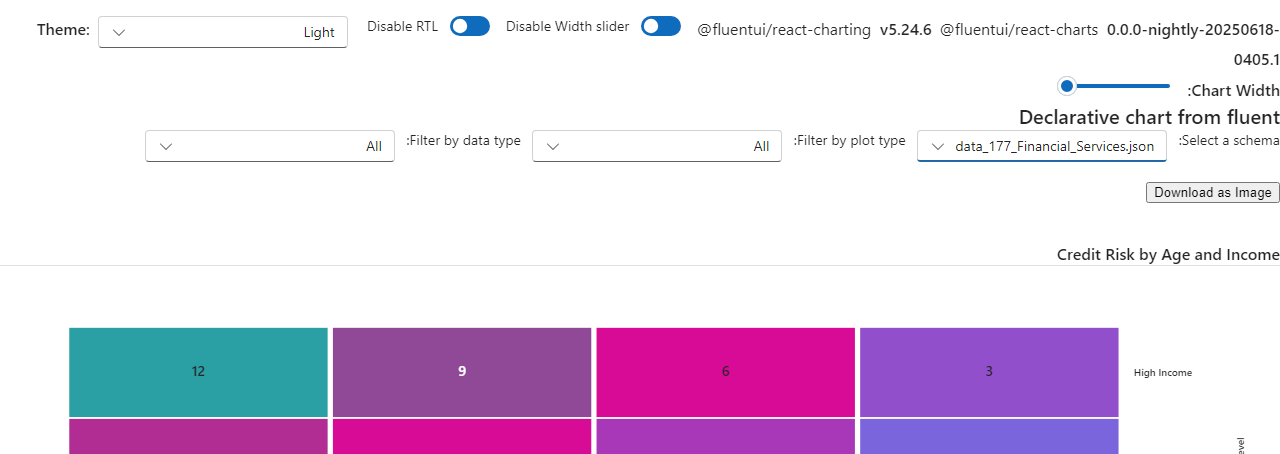 Theme: Light Disable RTL Disable Width slider @fluentui/react-charting v5.24.6 @fluentui/react-charts 0.0.0-nightly-20250618-
0405.1
:Chart Width
Declarative chart from fluent
:Select a schema data_177_Financial_Services.json :Filter by plot type All :Filter by data type All
Download as Image
Credit Risk by Age and Income
12 9 6 3 High Income